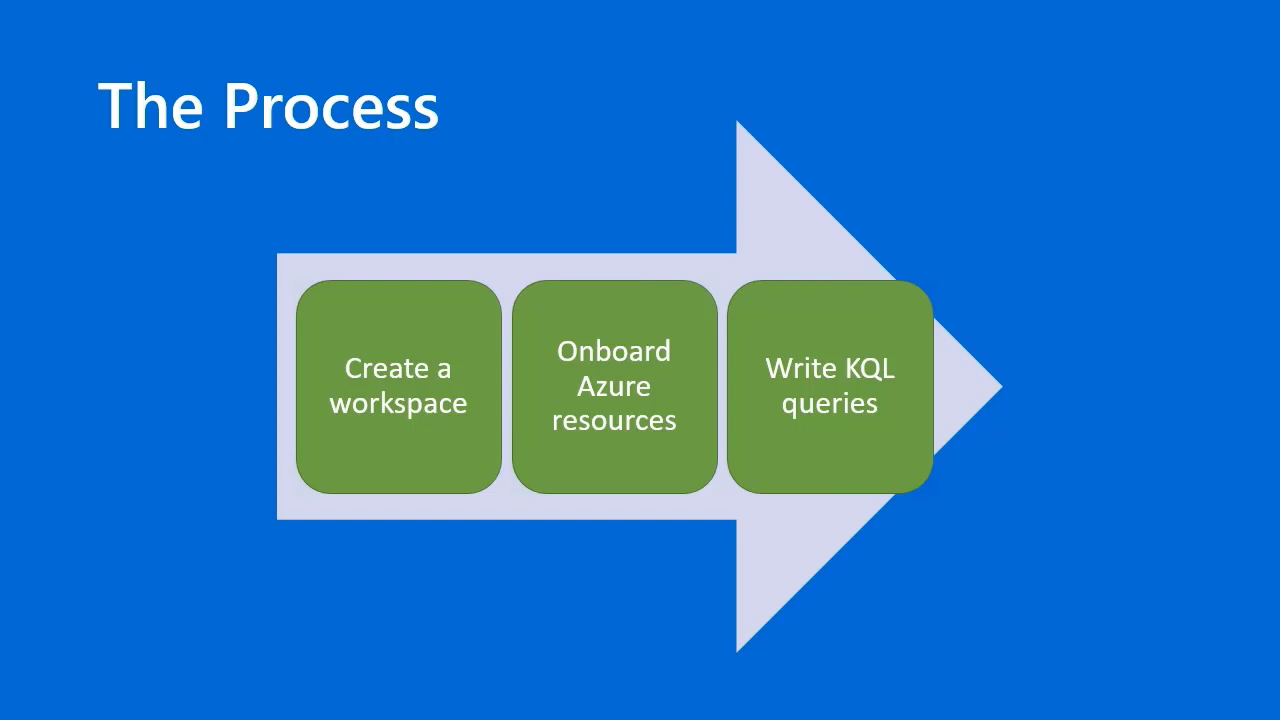 The Process
Create a
workspace
Onboard
Azure
resources
Write KQL
queries